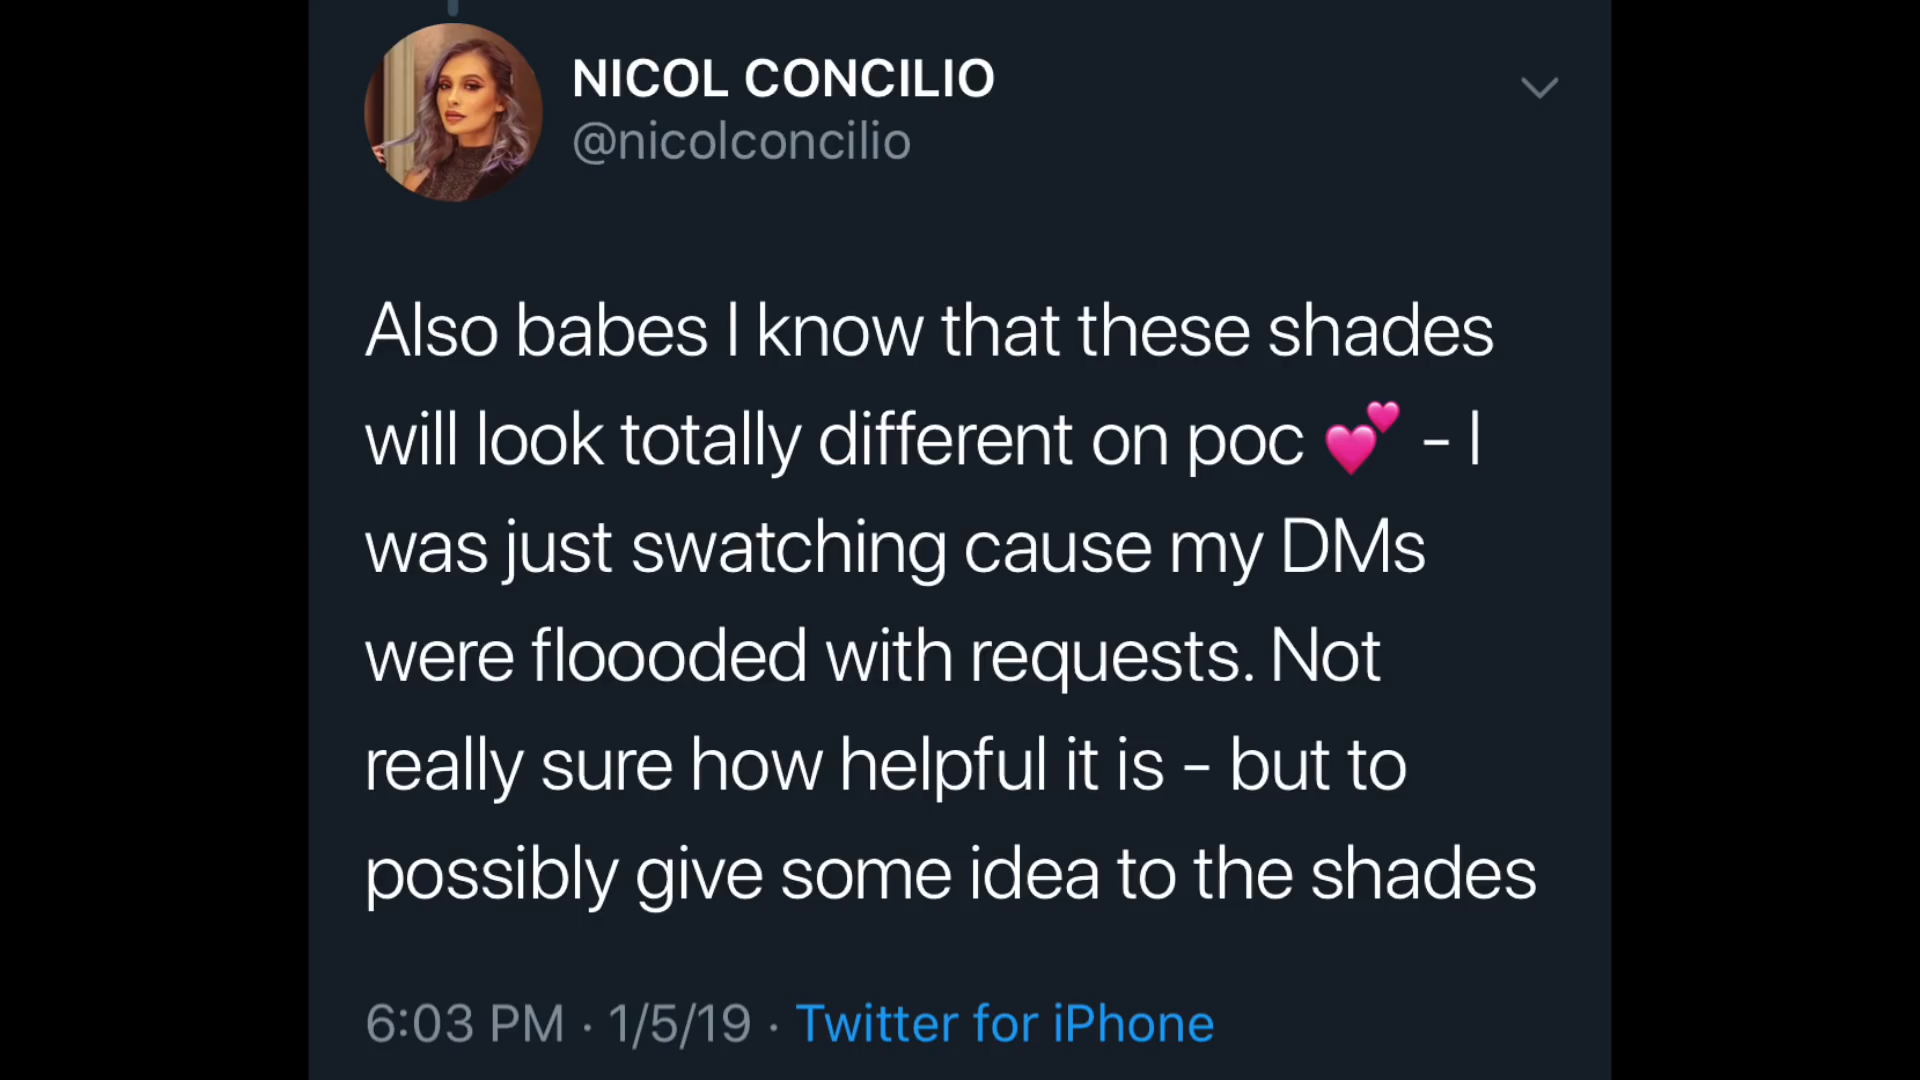 NICOL CONCILIO
@nicolconcilio
Also babes I know that these shades
will look totally different on poc 💕 - I
was just swatching cause my DMs
were floooded with requests. Not
really sure how helpful it is - but to
possibly give some idea to the shades
6:03 PM · 1/5/19 · Twitter for iPhone